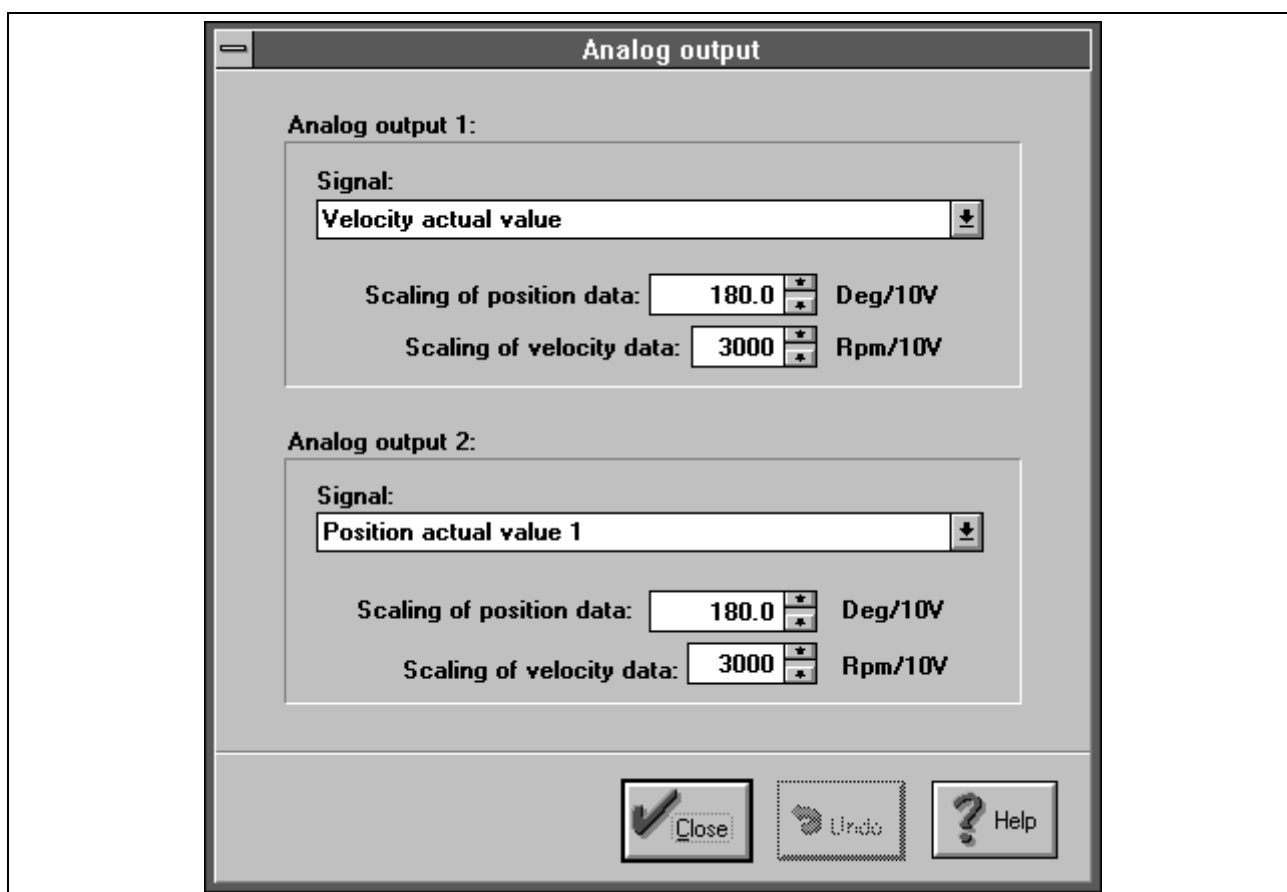 Analog output
Analog output 1:
Signal:
Velocity actual value
Scaling of position data: 180.0 Deg/10V
Scaling of velocity data: 3000 Rpm/10V
Analog output 2:
Signal:
Position actual value 1
Scaling of position data: 180.0 Deg/10V
Scaling of velocity data: 3000 Rpm/10V
Close Undo Help